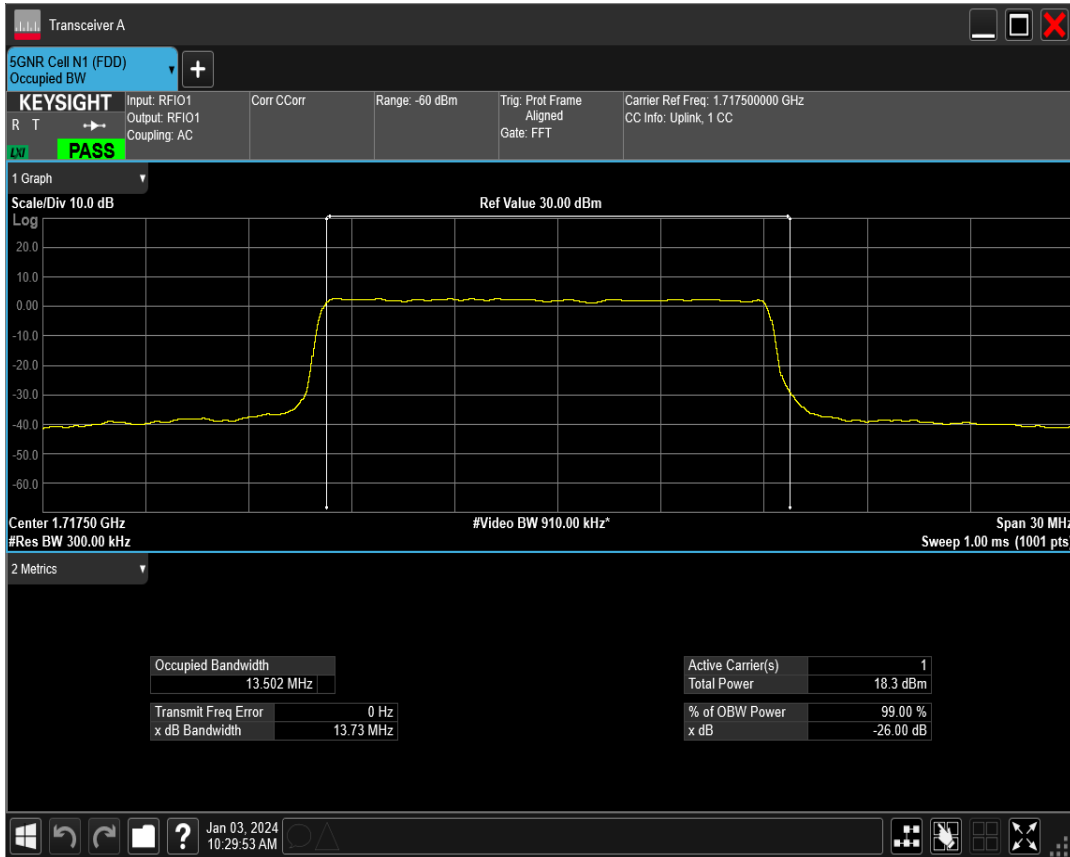 Transceiver A
5GNR Cell N1 (FDD)
Occupied BW
+
KEYSIGHT
R T
LXI
PASS
Input: RFIO1
Output: RFIO1
Coupling: AC
Corr CCorr
Range: -60 dBm
Trig: Prot Frame
Aligned
Gate: FFT
Carrier Ref Freq: 1.717500000 GHz
CC Info: Uplink, 1 CC
1 Graph
Scale/Div 10.0 dB
Ref Value 30.00 dBm
Log
20.0
10.0
0.00
-10.0
-20.0
-30.0
-40.0
-50.0
-60.0
Center 1.71750 GHz
#Video BW 910.00 kHz*
Span 30 MHz
#Res BW 300.00 kHz
Sweep 1.00 ms (1001 pts)
2 Metrics
Occupied Bandwidth
13.502 MHz
Transmit Freq Error 0 Hz
x dB Bandwidth 13.73 MHz
Active Carrier(s) 1
Total Power 18.3 dBm
% of OBW Power 99.00 %
x dB -26.00 dB
?
Jan 03, 2024
10:29:53 AM